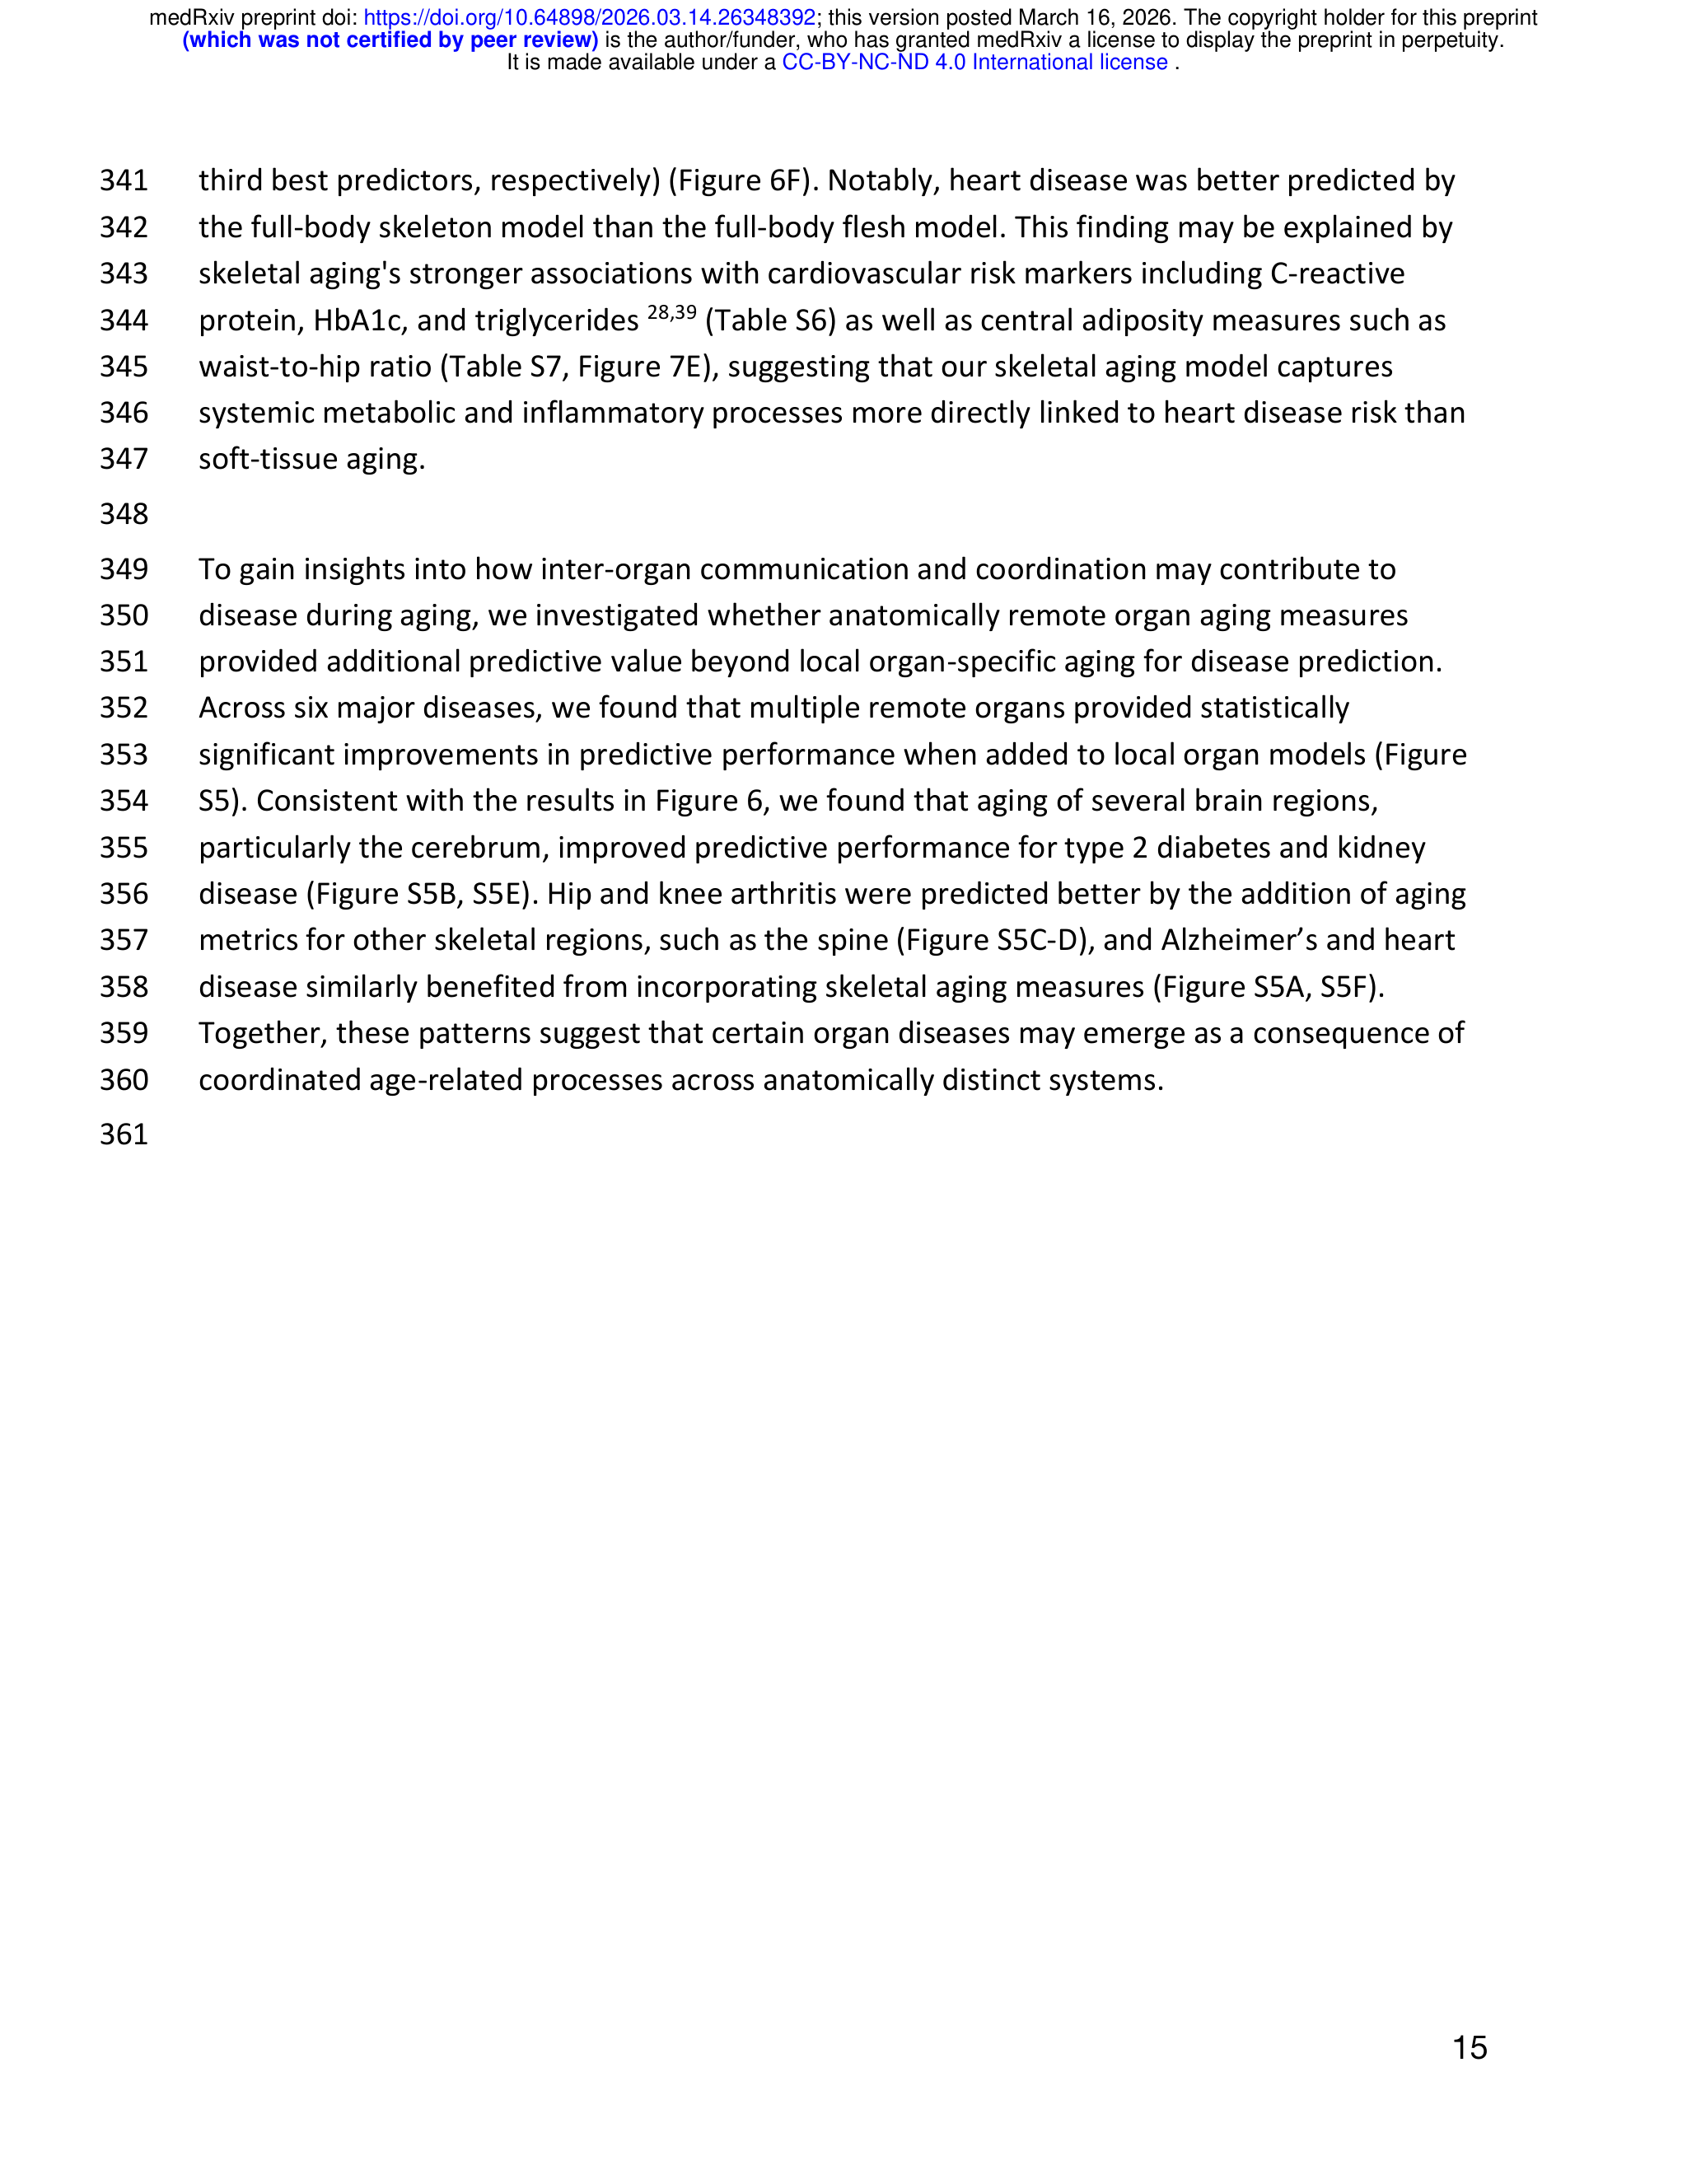 medRxiv preprint doi: https://doi.org/10.64898/2026.03.14.26348392; this version posted March 16, 2026. The copyright holder for this preprint
(which was not certified by peer review) is the author/funder, who has granted medRxiv a license to display the preprint in perpetuity.
It is made available under a CC-BY-NC-ND 4.0 International license .
341 third best predictors, respectively) (Figure 6F). Notably, heart disease was better predicted by
342 the full-body skeleton model than the full-body flesh model. This finding may be explained by
343 skeletal aging's stronger associations with cardiovascular risk markers including C-reactive
344 protein, HbA1c, and triglycerides 28,39 (Table S6) as well as central adiposity measures such as
345 waist-to-hip ratio (Table S7, Figure 7E), suggesting that our skeletal aging model captures
346 systemic metabolic and inflammatory processes more directly linked to heart disease risk than
347 soft-tissue aging.
348
349 To gain insights into how inter-organ communication and coordination may contribute to
350 disease during aging, we investigated whether anatomically remote organ aging measures
351 provided additional predictive value beyond local organ-specific aging for disease prediction.
352 Across six major diseases, we found that multiple remote organs provided statistically
353 significant improvements in predictive performance when added to local organ models (Figure
354 S5). Consistent with the results in Figure 6, we found that aging of several brain regions,
355 particularly the cerebrum, improved predictive performance for type 2 diabetes and kidney
356 disease (Figure S5B, S5E). Hip and knee arthritis were predicted better by the addition of aging
357 metrics for other skeletal regions, such as the spine (Figure S5C-D), and Alzheimer’s and heart
358 disease similarly benefited from incorporating skeletal aging measures (Figure S5A, S5F).
359 Together, these patterns suggest that certain organ diseases may emerge as a consequence of
360 coordinated age-related processes across anatomically distinct systems.
361
15